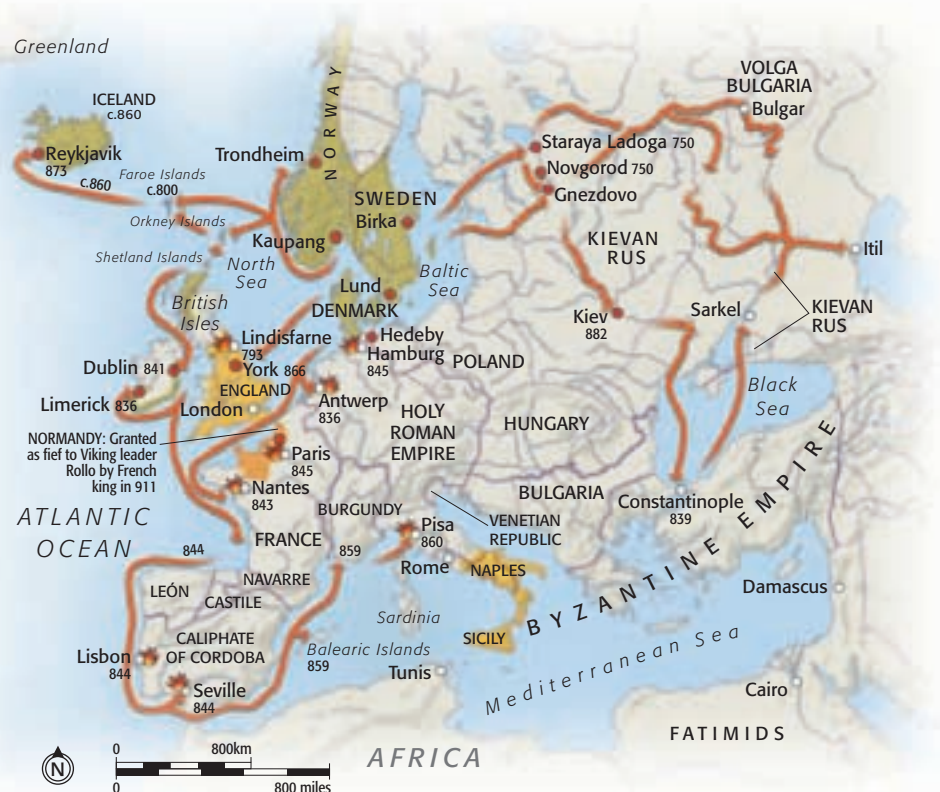 Greenland
ICELAND
c.860
Reykjavik
873
c.860
Faroe Islands
c.800
Orkney Islands
Shetland Islands
Trondheim
NORWAY
SWEDEN
Birka
Kaupang
North
Sea
Baltic
Sea
Lund
DENMARK
British
Isles
Lindisfarne
793
York 866
ENGLAND
London
Dublin 841
Limerick 836
Hedeby
Hamburg
845
Antwerp
836
POLAND
HOLY
ROMAN
EMPIRE
HUNGARY
NORMANDY: Granted
as fief to Viking leader
Rollo by French
king in 911
Paris
845
Nantes
843
ATLANTIC
OCEAN
FRANCE
BURGUNDY
859
Pisa
860
VENETIAN
REPUBLIC
Rome
NAPLES
SICILY
Sardinia
BULGARIA
844
LEÓN
NAVARRE
CASTILE
CALIPHATE
OF CORDOBA
Lisbon
844
Seville
844
Balearic Islands
859
Tunis
VOLGA
BULGARIA
Bulgar
Staraya Ladoga 750
Novgorod 750
Gnezdovo
KIEVAN
RUS
Itil
Kiev
882
Sarkel
KIEVAN
RUS
Black
Sea
Constantinople
839
BYZANTINE EMPIRE
Damascus
Mediterranean Sea
Cairo
FATIMIDS
AFRICA
N
0
800km
0
800 miles